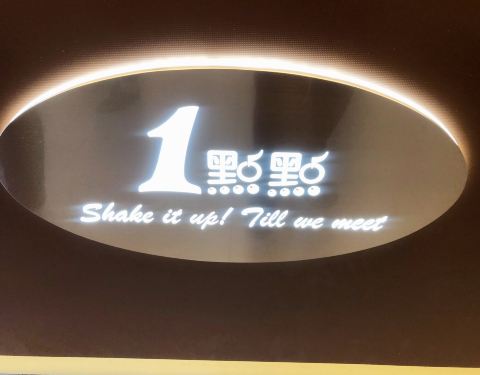 1點點
Shake it up! Till we meet